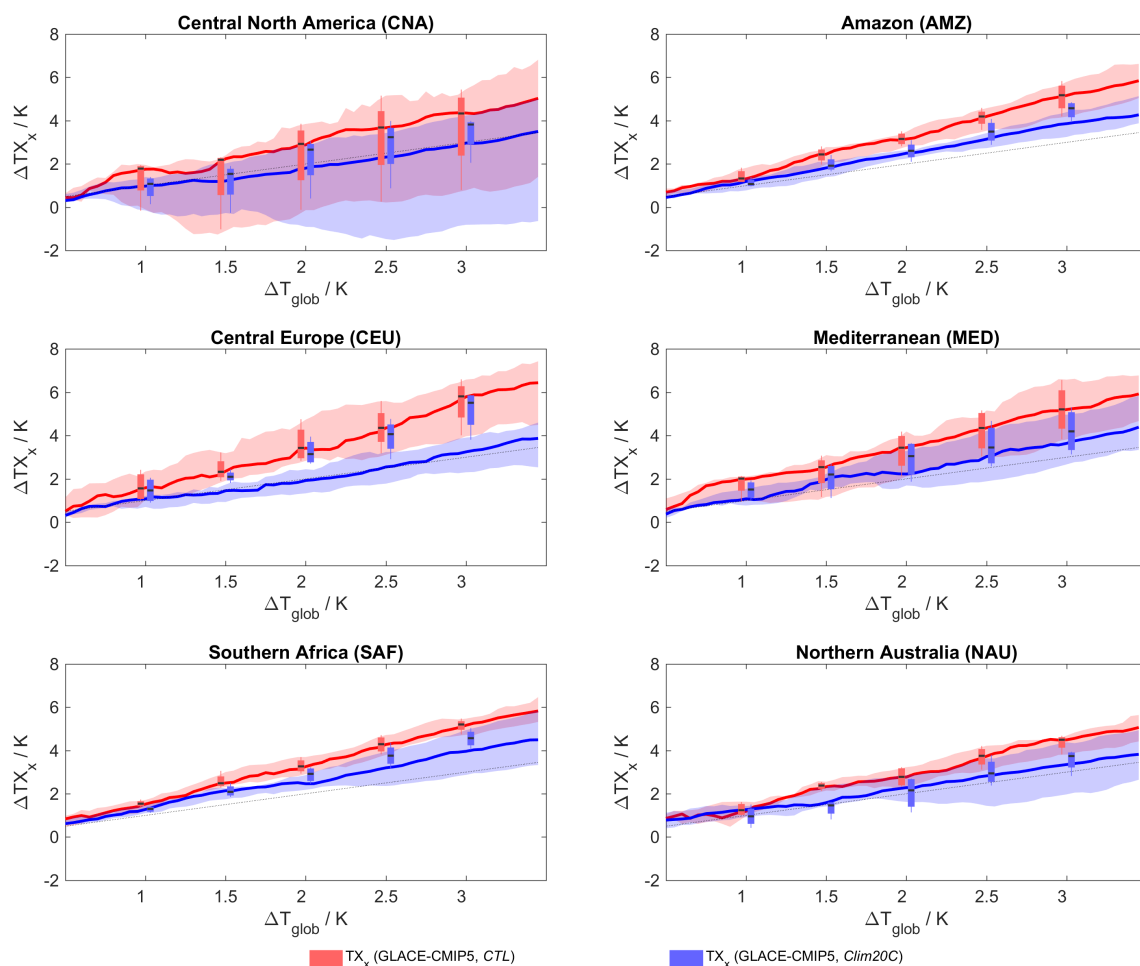 Central North America (CNA)
8
6
4
2
0
-2
ΔTXx / K
1 1.5 2 2.5 3
ΔTglob / K
Amazon (AMZ)
8
6
4
2
0
-2
ΔTXx / K
1 1.5 2 2.5 3
ΔTglob / K
Central Europe (CEU)
8
6
4
2
0
-2
ΔTXx / K
1 1.5 2 2.5 3
ΔTglob / K
Mediterranean (MED)
8
6
4
2
0
-2
ΔTXx / K
1 1.5 2 2.5 3
ΔTglob / K
Southern Africa (SAF)
8
6
4
2
0
-2
ΔTXx / K
1 1.5 2 2.5 3
ΔTglob / K
Northern Australia (NAU)
8
6
4
2
0
-2
ΔTXx / K
1 1.5 2 2.5 3
ΔTglob / K
TXx (GLACE-CMIP5, CTL)
TXx (GLACE-CMIP5, Clim20C)